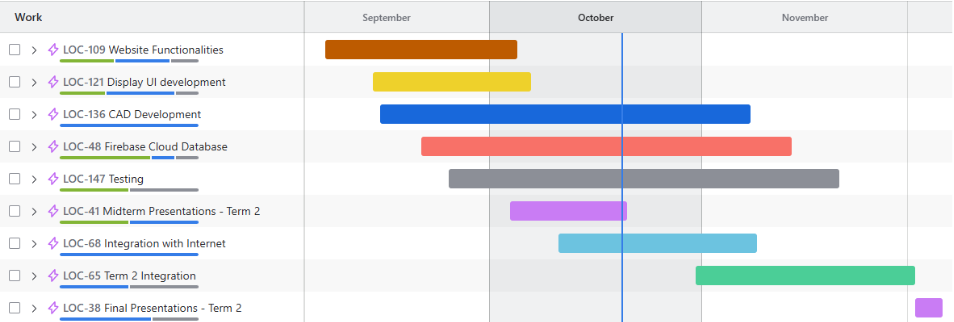 Work
September
October
November
LOC-109 Website Functionalities
LOC-121 Display UI development
LOC-136 CAD Development
LOC-48 Firebase Cloud Database
LOC-147 Testing
LOC-41 Midterm Presentations - Term 2
LOC-68 Integration with Internet
LOC-65 Term 2 Integration
LOC-38 Final Presentations - Term 2